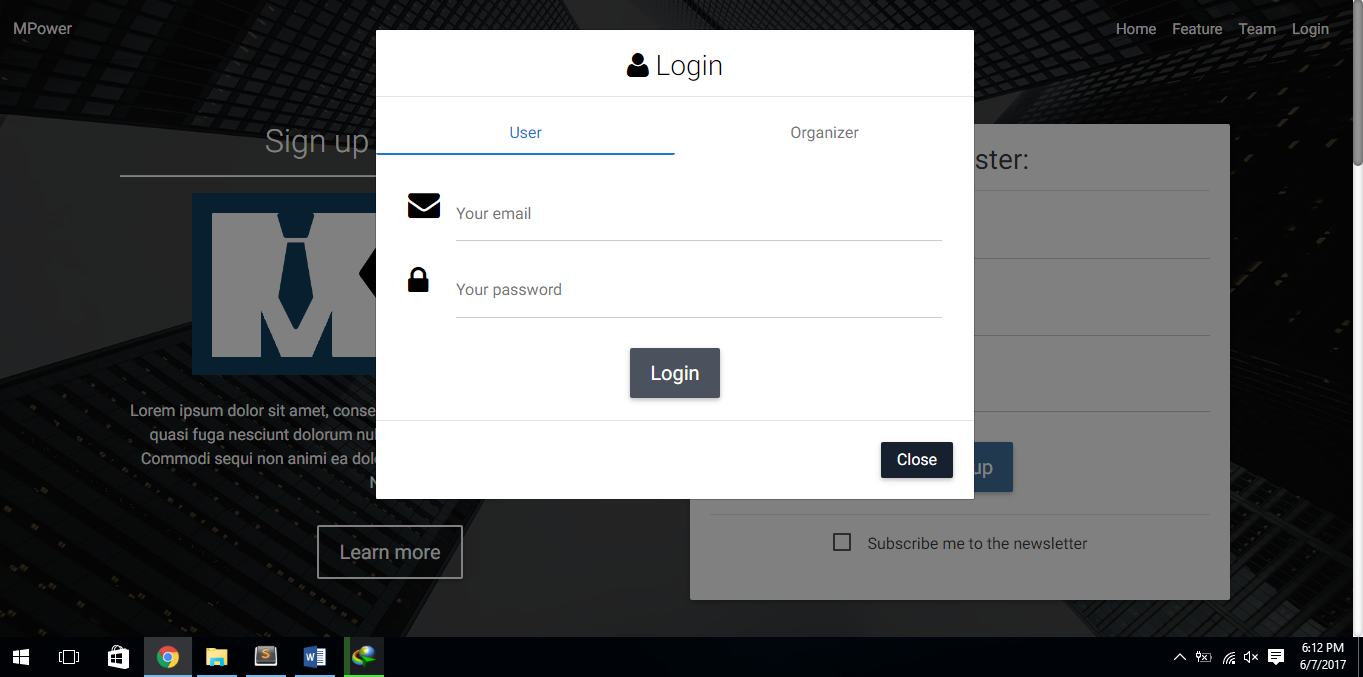 MPower
Home Feature Team Login
Login
User Organizer
Your email
Your password
Login
Close
Sign up
M
Lorem ipsum dolor sit amet, conse
quasi fuga nesciunt dolorum nul
Commodi sequi non animi ea dol
N
Learn more
ster:
up
Subscribe me to the newsletter
6:12 PM
6/7/2017